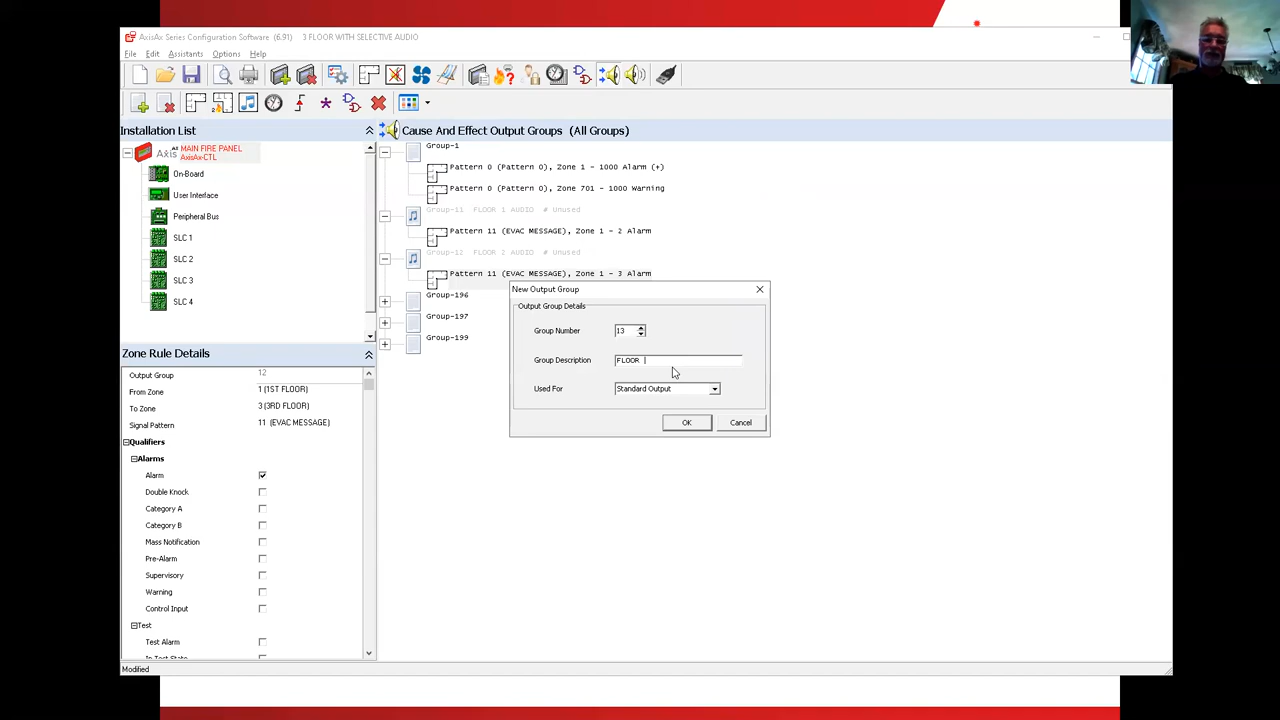 AxisAx Series Configuration Software (6.91) 3 FLOOR WITH SELECTIVE AUDIO
File Edit Assistants Options Help
Installation List
Axis AX MAIN FIRE PANEL
AxisAx-CTL
On-Board
User Interface
Peripheral Bus
SLC 1
SLC 2
SLC 3
SLC 4
Zone Rule Details
Output Group 12
From Zone 1 (1ST FLOOR)
To Zone 3 (3RD FLOOR)
Signal Pattern 11 (EVAC MESSAGE)
Qualifiers
Alarms
Alarm
Double Knock
Category A
Category B
Mass Notification
Pre-Alarm
Supervisory
Warning
Control Input
Test
Test Alarm
In Test State
Modified
Cause And Effect Output Groups (All Groups)
Group-1
Pattern 0 (Pattern 0), Zone 1 - 1000 Alarm (+)
Pattern 0 (Pattern 0), Zone 701 - 1000 Warning
Group-11 FLOOR 1 AUDIO # Unused
Pattern 11 (EVAC MESSAGE), Zone 1 - 2 Alarm
Group-12 FLOOR 2 AUDIO # Unused
Pattern 11 (EVAC MESSAGE), Zone 1 - 3 Alarm
Group-196
Group-197
Group-199
New Output Group
Output Group Details
Group Number 13
Group Description FLOOR
Used For Standard Output
OK Cancel